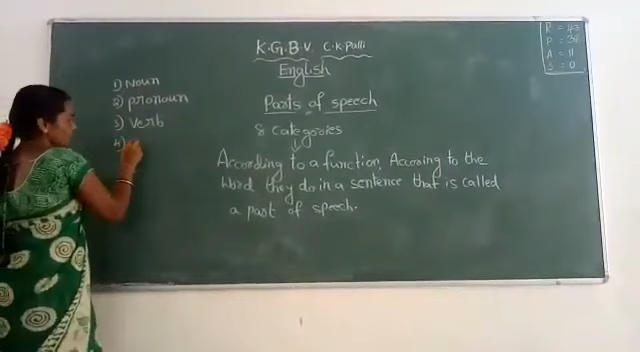 K.G.B.V. C.K.Palli
English
R = 43
P = 34
A = 11
S = 0
1) Noun
2) pronoun
3) Verb
4)
Parts of speech
8 categories
According to a function, Accoring to the
word they do in a sentence that is called
a part of speech.